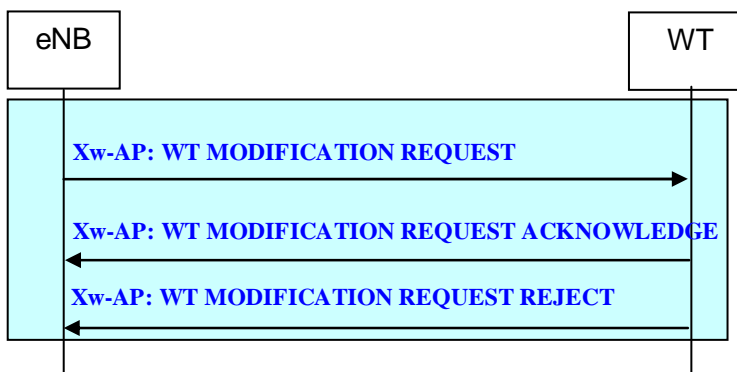 eNB
WT
Xw-AP: WT MODIFICATION REQUEST
Xw-AP: WT MODIFICATION REQUEST ACKNOWLEDGE
Xw-AP: WT MODIFICATION REQUEST REJECT